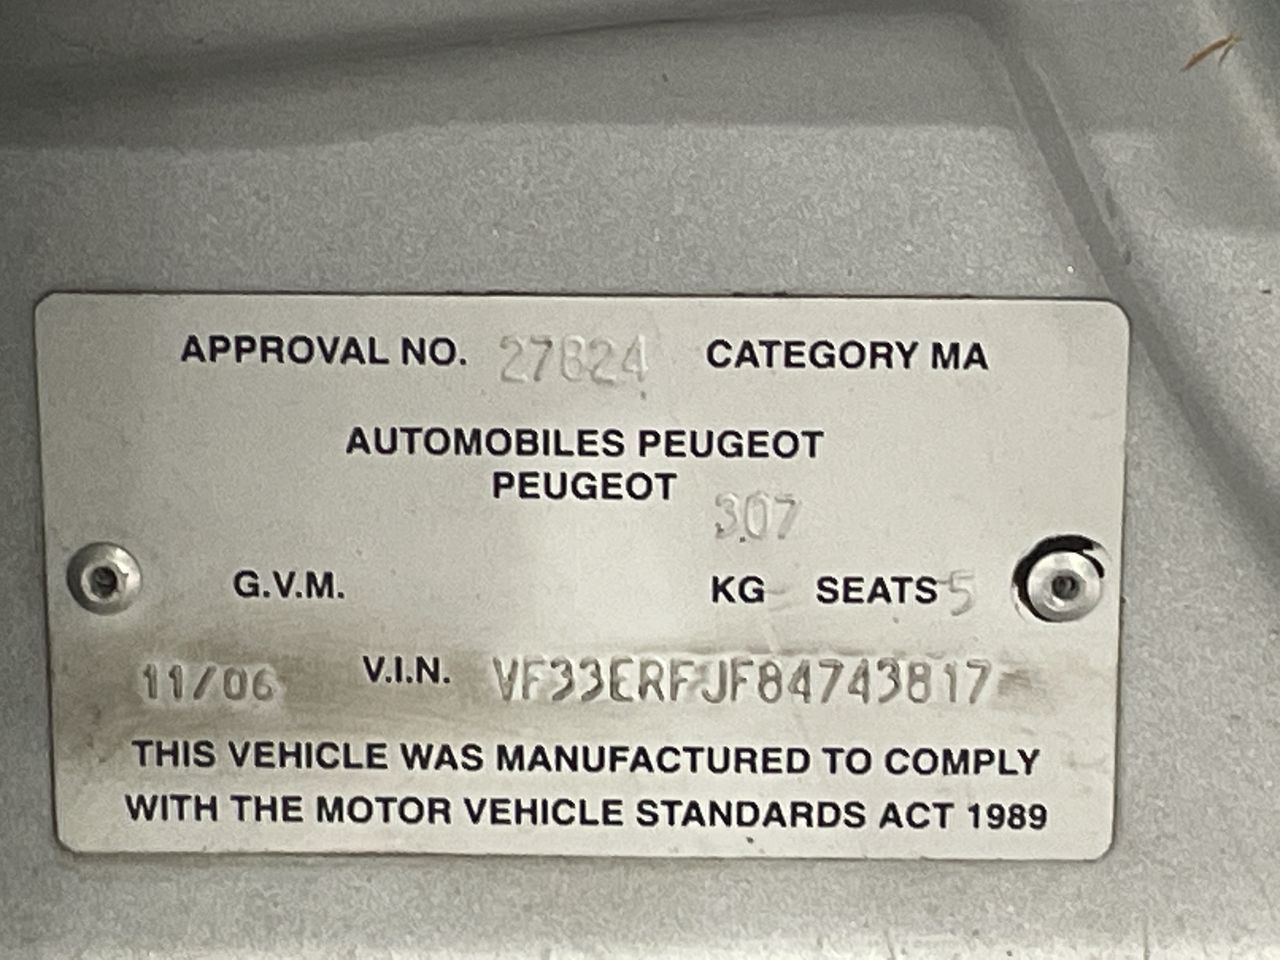 APPROVAL NO. 27824 CATEGORY MA
AUTOMOBILES PEUGEOT
PEUGEOT 307
G.V.M. KG SEATS 5
11/06 V.I.N. VF33ERFJF84743817
THIS VEHICLE WAS MANUFACTURED TO COMPLY
WITH THE MOTOR VEHICLE STANDARDS ACT 1989